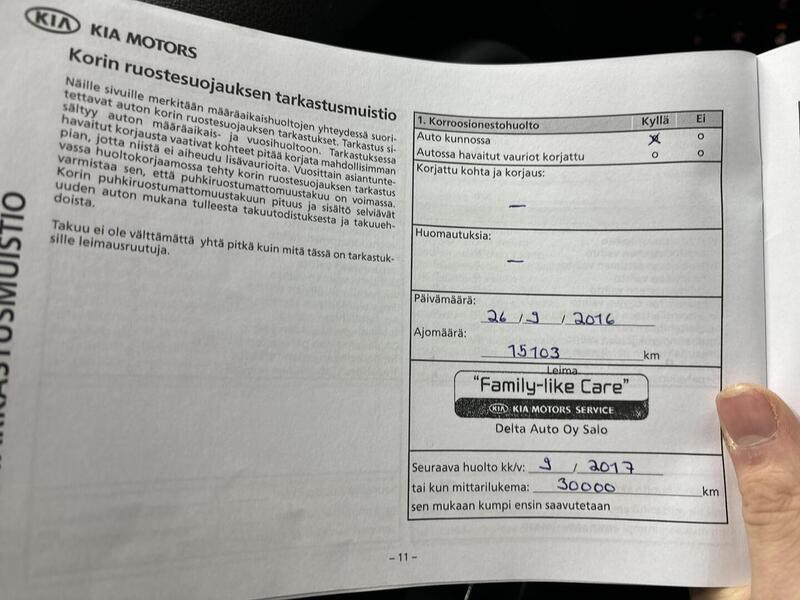 KIA KIA MOTORS
Korin ruostesuojauksen tarkastusmuistio
Näille sivuille merkitään määräaikaishuoltojen yhteydessä suori-
tettavat auton korin ruostesuojauksen tarkastukset. Tarkastus si-
sältyy auton määräaikais- ja vuosihuoltoon. Tarkastuksessa
havaitut korjausta vaativat kohteet pitää korjata mahdollisimman
pian, jotta niistä ei aiheudu lisävaurioita. Vuosittain asiantunte-
vassa huoltokorjaamossa tehty korin ruostesuojauksen tarkastus
varmistaa sen, että puhkiruostumattomuustakuu on voimassa.
Korin puhkiruostumattomuustakuun pituus ja sisältö selviävät
uuden auton mukana tulleesta takuutodistuksesta ja takuueh-
doista.
Takuu ei ole välttämättä yhtä pitkä kuin mitä tässä on tarkastuk-
sille leimausruutuja.
1. Korroosionestohuolto Kyllä Ei
Auto kunnossa x o
Autossa havaitut vauriot korjattu o o
Korjattu kohta ja korjaus:
—
Huomautuksia:
—
Päivämäärä:
26 / 9 / 2016
Ajomäärä:
15103 km
Leima
"Family-like Care"
KIA KIA MOTORS SERVICE
Delta Auto Oy Salo
Seuraava huolto kk/v: 9 / 2017
tai kun mittarilukema: 30000 km
sen mukaan kumpi ensin saavutetaan
– 11 –
TARKASTUSMUISTIO